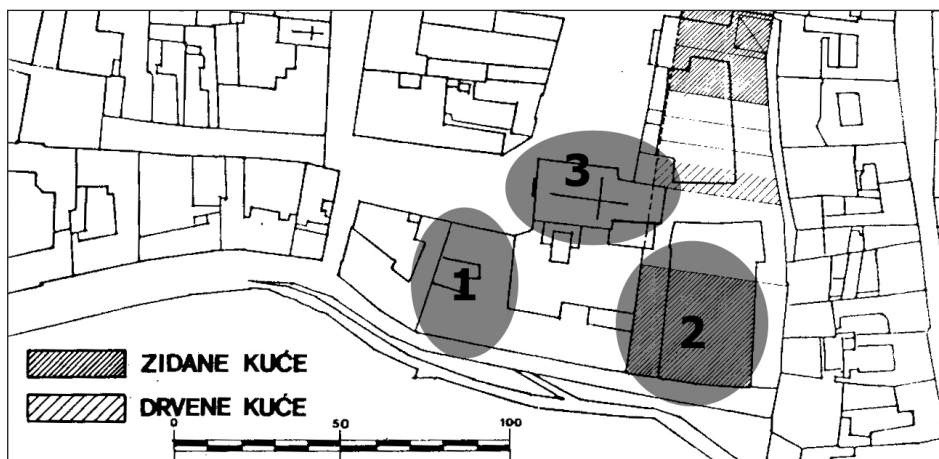 3
1
2
ZIDANE KUĆE
DRVENE KUĆE
0 50 100